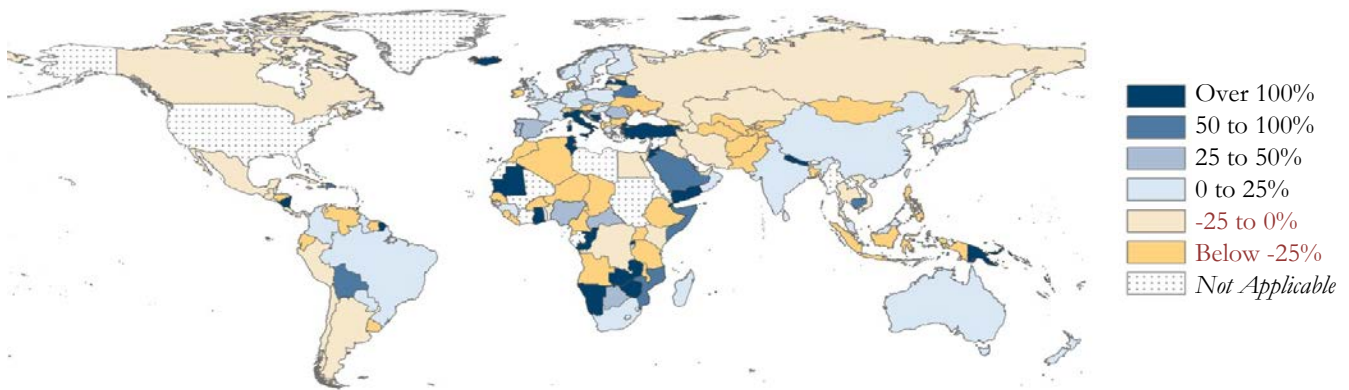 Over 100%
50 to 100%
25 to 50%
0 to 25%
-25 to 0%
Below -25%
Not Applicable